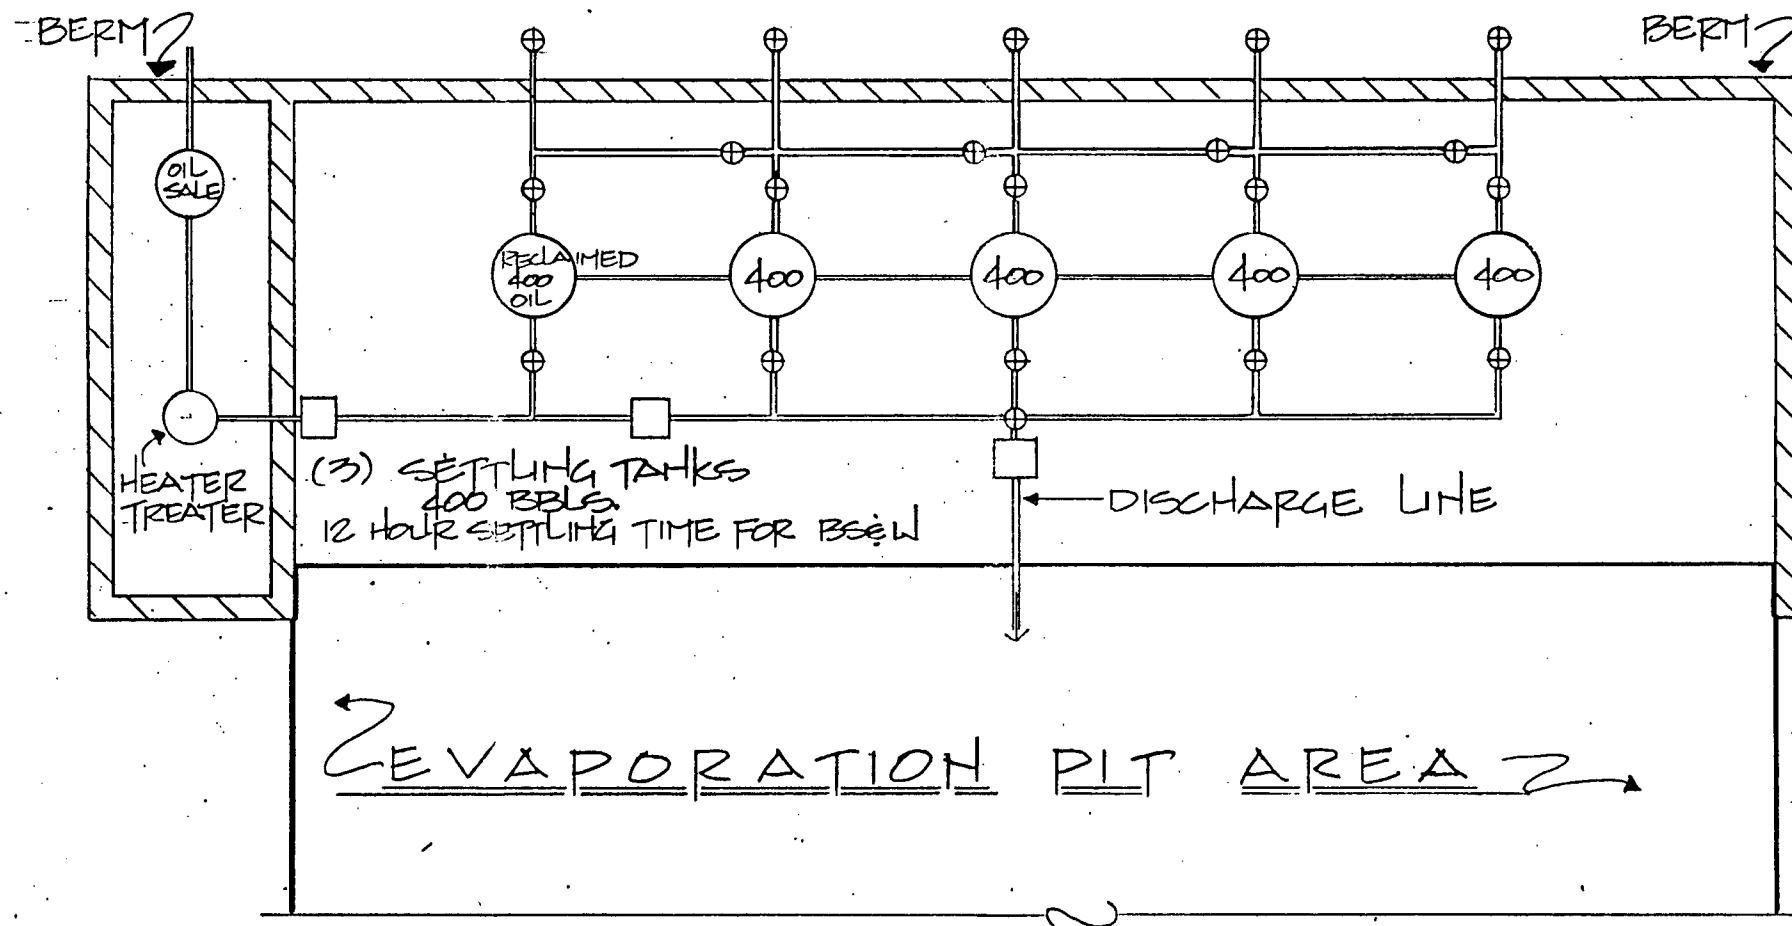 BERM
BERM
OIL
SALE
RECLAIMED
400
OIL
400
400
400
400
HEATER
TREATER
(3) SETTLING TANKS
400 BBLS.
12 HOUR SETTLING TIME FOR BS&W
DISCHARGE LINE
EVAPORATION PIT AREA